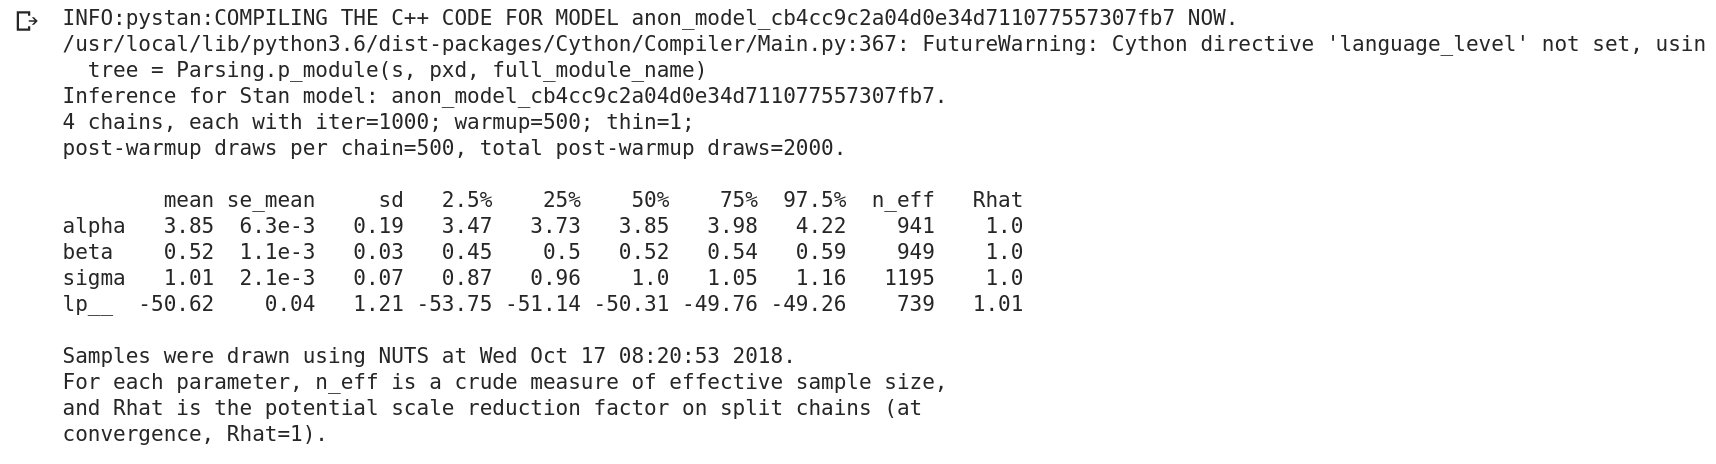 INFO:pystan:COMPILING THE C++ CODE FOR MODEL anon_model_cb4cc9c2a04d0e34d711077557307fb7 NOW.
/usr/local/lib/python3.6/dist-packages/Cython/Compiler/Main.py:367: FutureWarning: Cython directive 'language_level' not set, usin
  tree = Parsing.p_module(s, pxd, full_module_name)
Inference for Stan model: anon_model_cb4cc9c2a04d0e34d711077557307fb7.
4 chains, each with iter=1000; warmup=500; thin=1;
post-warmup draws per chain=500, total post-warmup draws=2000.

        mean se_mean     sd   2.5%    25%    50%    75%  97.5%  n_eff   Rhat
alpha   3.85  6.3e-3   0.19   3.47   3.73   3.85   3.98   4.22    941    1.0
beta    0.52  1.1e-3   0.03   0.45    0.5   0.52   0.54   0.59    949    1.0
sigma   1.01  2.1e-3   0.07   0.87   0.96    1.0   1.05   1.16   1195    1.0
lp__  -50.62    0.04   1.21 -53.75 -51.14 -50.31 -49.76 -49.26    739   1.01

Samples were drawn using NUTS at Wed Oct 17 08:20:53 2018.
For each parameter, n_eff is a crude measure of effective sample size,
and Rhat is the potential scale reduction factor on split chains (at
convergence, Rhat=1).